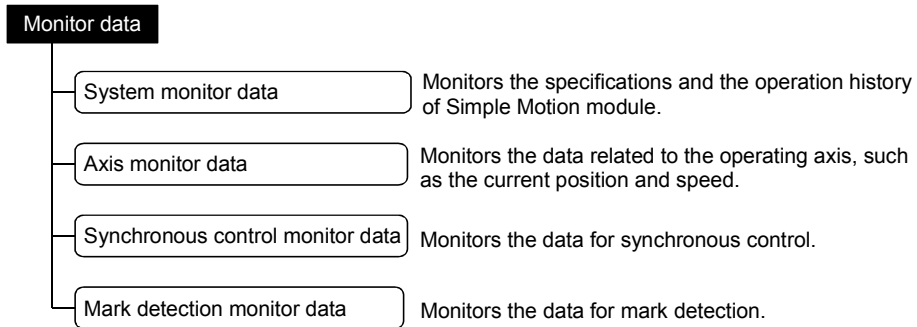 Monitor data
System monitor data
Monitors the specifications and the operation history
of Simple Motion module.
Axis monitor data
Monitors the data related to the operating axis, such
as the current position and speed.
Synchronous control monitor data
Monitors the data for synchronous control.
Mark detection monitor data
Monitors the data for mark detection.